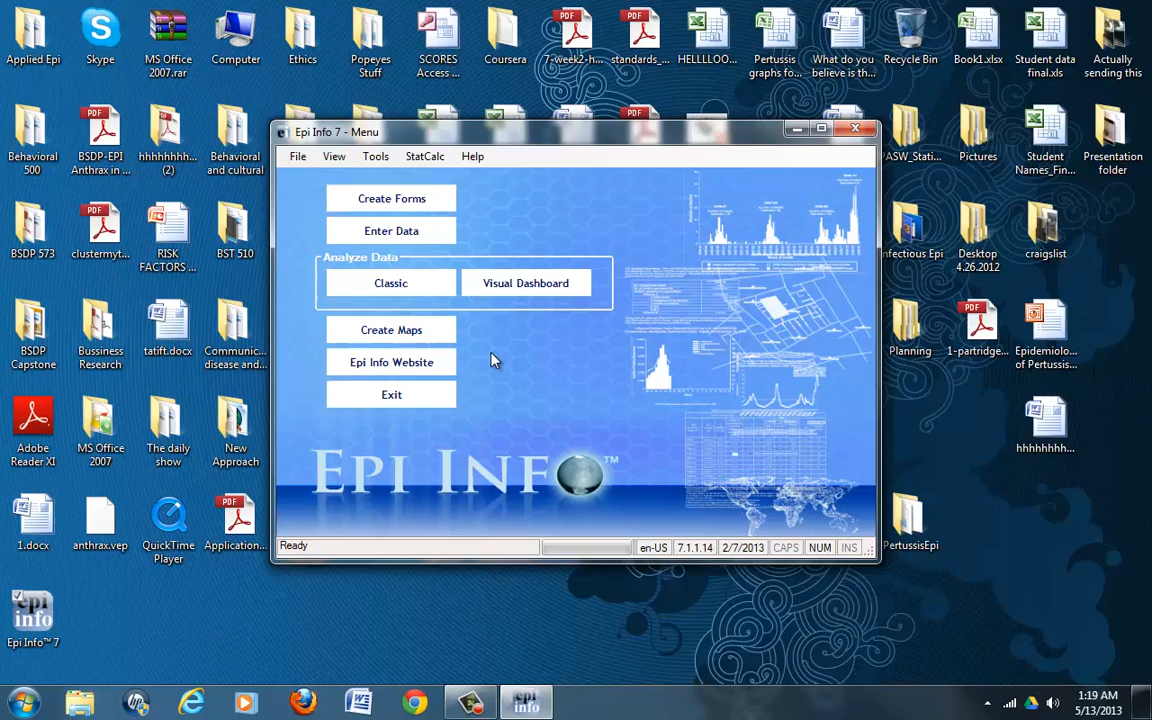 Applied Epi
Skype
MS Office
2007.rar
Computer
Ethics
Popeyes
Stuff
SCORES
Access ...
Coursera
7-week2-h...
standards_...
HELLLLOO...
Pertussis
graphs fo...
What do you
believe is th...
Recycle Bin
Book1.xlsx
Student data
final.xls
Actually
sending this
Behavioral
500
BSDP-EPI
Anthrax in ...
hhhhhhhh...
(2)
Behavioral
and cultural
PASW_Stati...
Pictures
Student
Names_Fin...
Presentation
folder
BSDP 573
clustermyt...
RISK
FACTORS ...
BST 510
Infectious Epi
Desktop
4.26.2012
craigslist
BSDP
Capstone
Bussiness
Research
tatift.docx
Communic...
disease and...
Planning
1-partridge...
Epidemiolo...
of Pertussis...
Adobe
Reader XI
MS Office
2007
The daily
show
New
Approach
hhhhhhhh...
1.docx
anthrax.vep
QuickTime
Player
Application...
PertussisEpi
Epi Info™ 7
Epi Info 7 - Menu
File View Tools StatCalc Help
Create Forms
Enter Data
Analyze Data
Classic
Visual Dashboard
Create Maps
Epi Info Website
Exit
EPI INFO™
Ready
en-US 7.1.1.14 2/7/2013 CAPS NUM INS
1:19 AM
5/13/2013